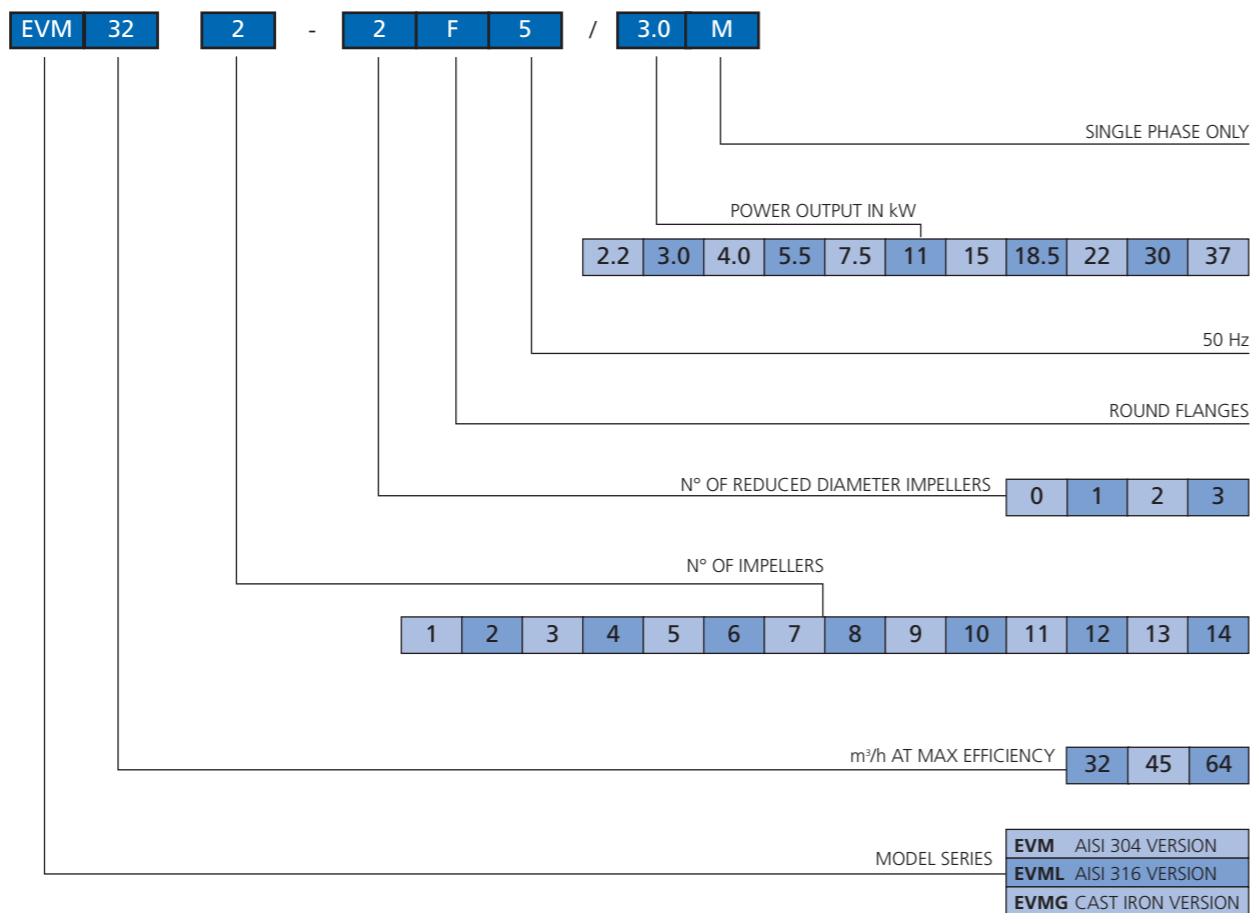 EVM 32 2 - 2 F 5 / 3.0 M
SINGLE PHASE ONLY
POWER OUTPUT IN kW
2.2 3.0 4.0 5.5 7.5 11 15 18.5 22 30 37
50 Hz
ROUND FLANGES
N° OF REDUCED DIAMETER IMPELLERS 0 1 2 3
N° OF IMPELLERS
1 2 3 4 5 6 7 8 9 10 11 12 13 14
m³/h AT MAX EFFICIENCY 32 45 64
MODEL SERIES
EVM AISI 304 VERSION
EVML AISI 316 VERSION
EVMG CAST IRON VERSION